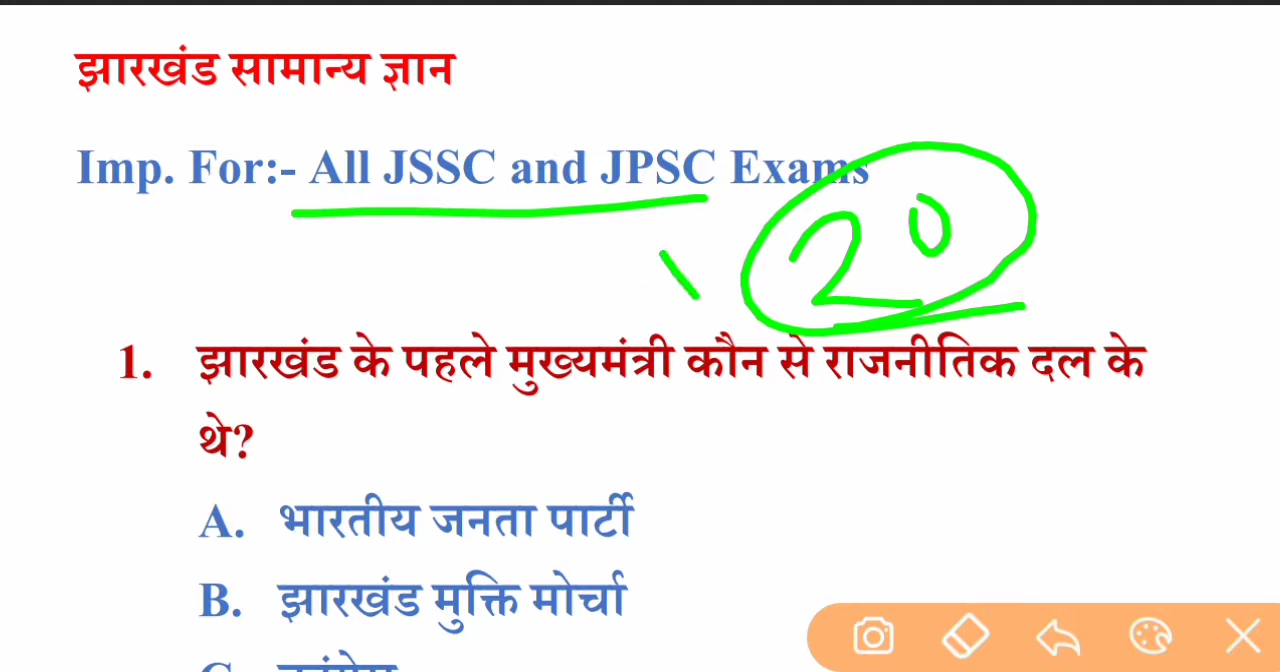 झारखंड सामान्य ज्ञान
Imp. For:- All JSSC and JPSC Exams
20
1. झारखंड के पहले मुख्यमंत्री कौन से राजनीतिक दल के
थे?
A. भारतीय जनता पार्टी
B. झारखंड मुक्ति मोर्चा